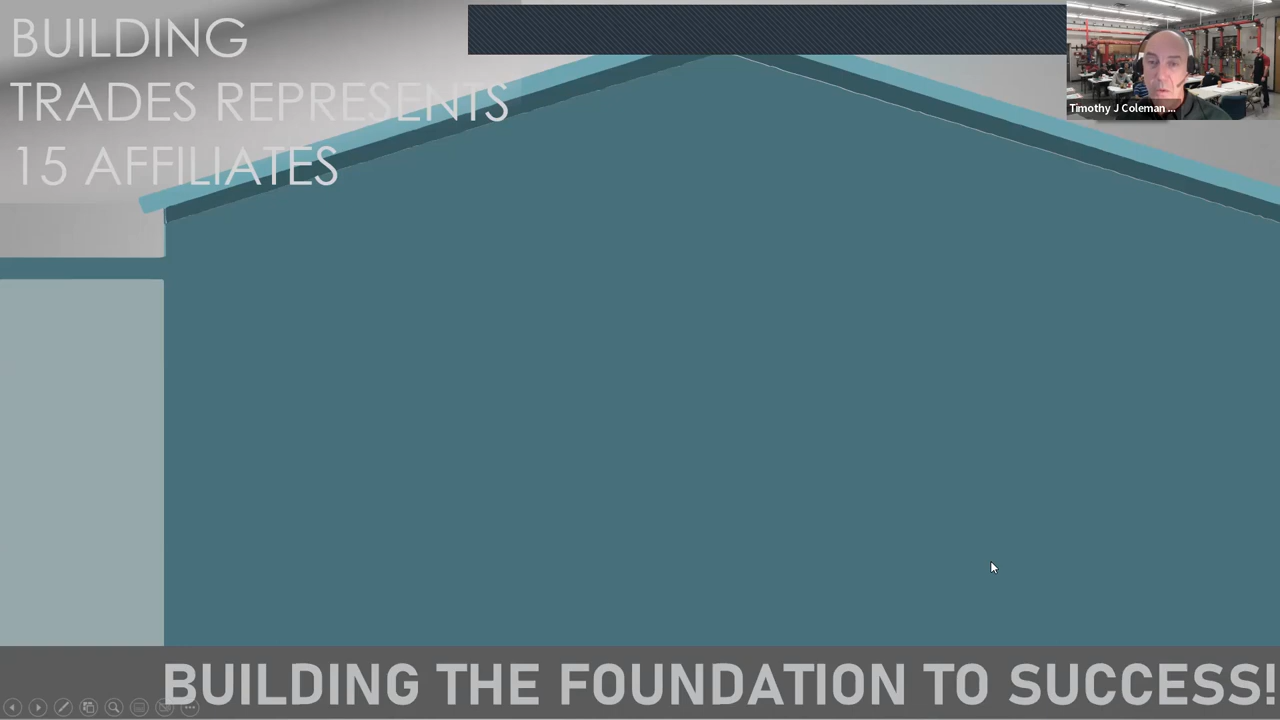 BUILDING
TRADES REPRESENTS
15 AFFILIATES
Timothy J Coleman ...
BUILDING THE FOUNDATION TO SUCCESS!